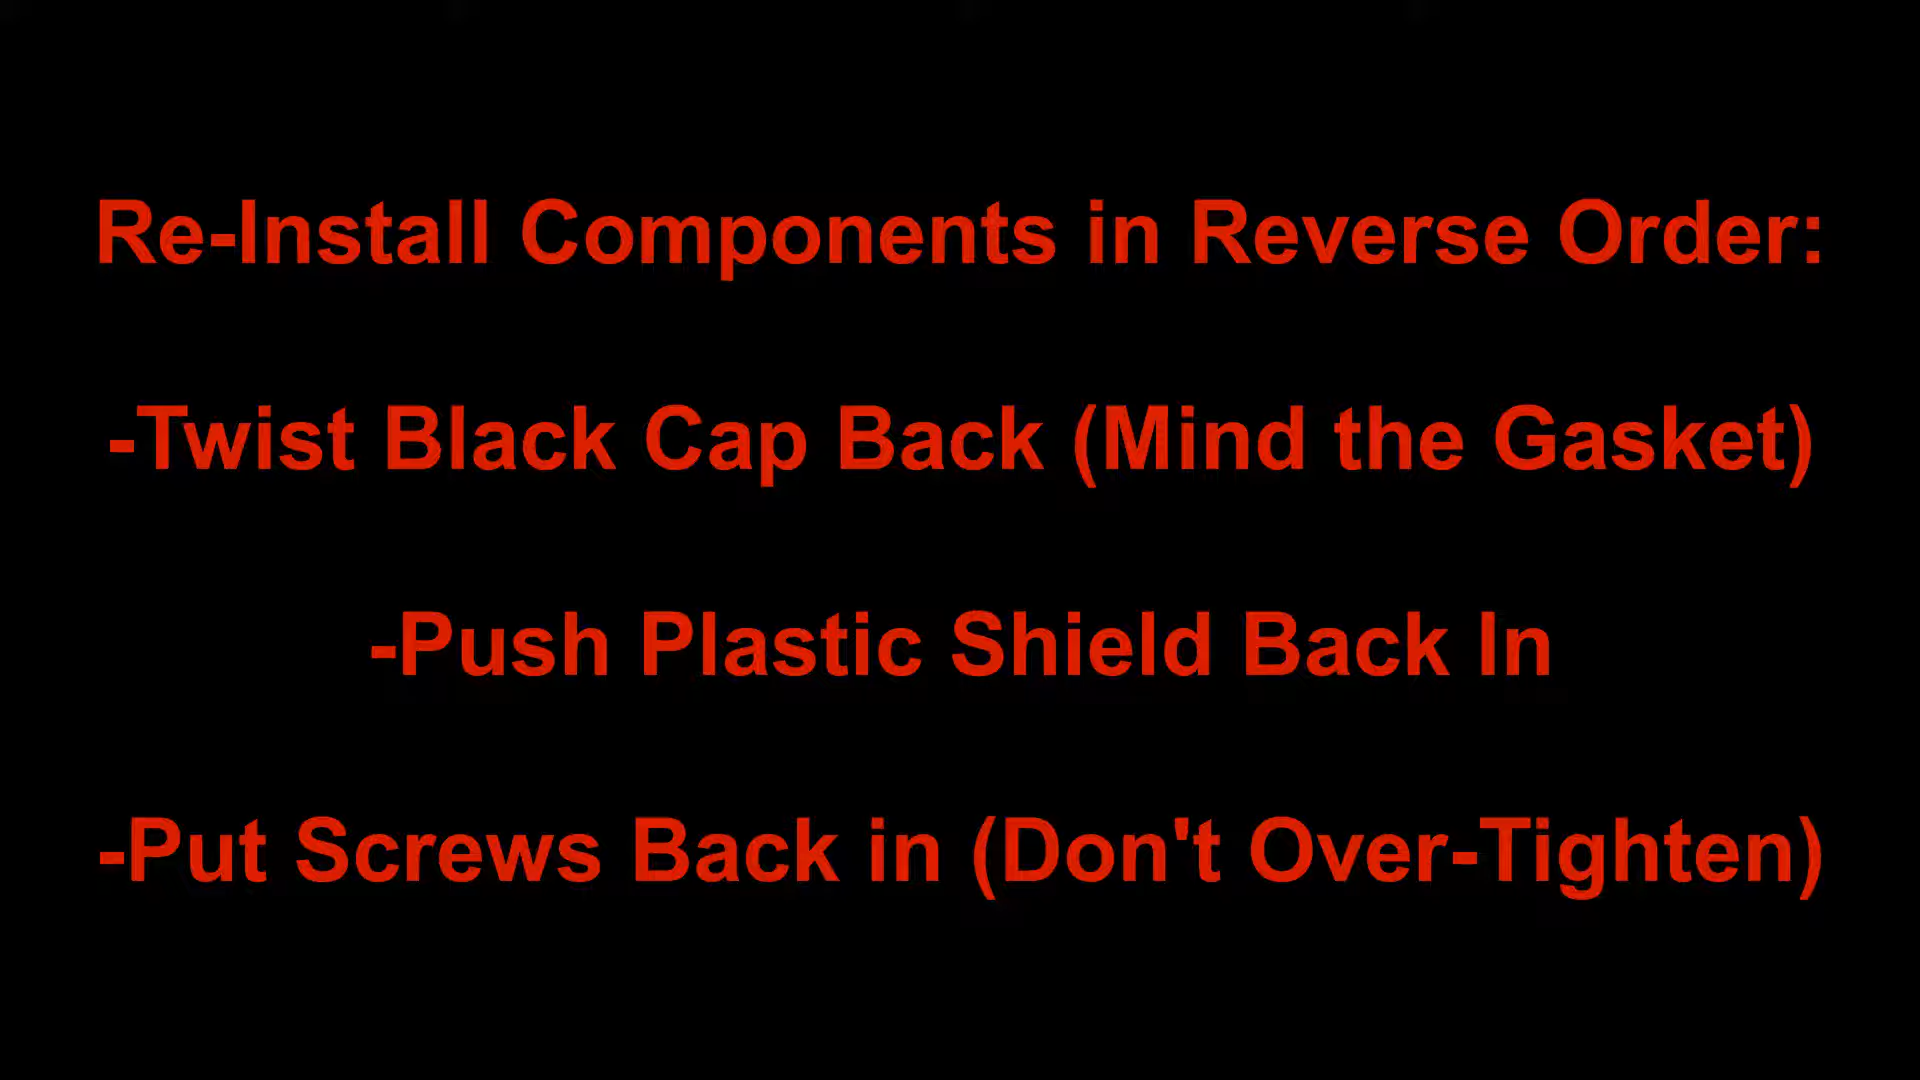 Re-Install Components in Reverse Order:
-Twist Black Cap Back (Mind the Gasket)
-Push Plastic Shield Back In
-Put Screws Back in (Don't Over-Tighten)